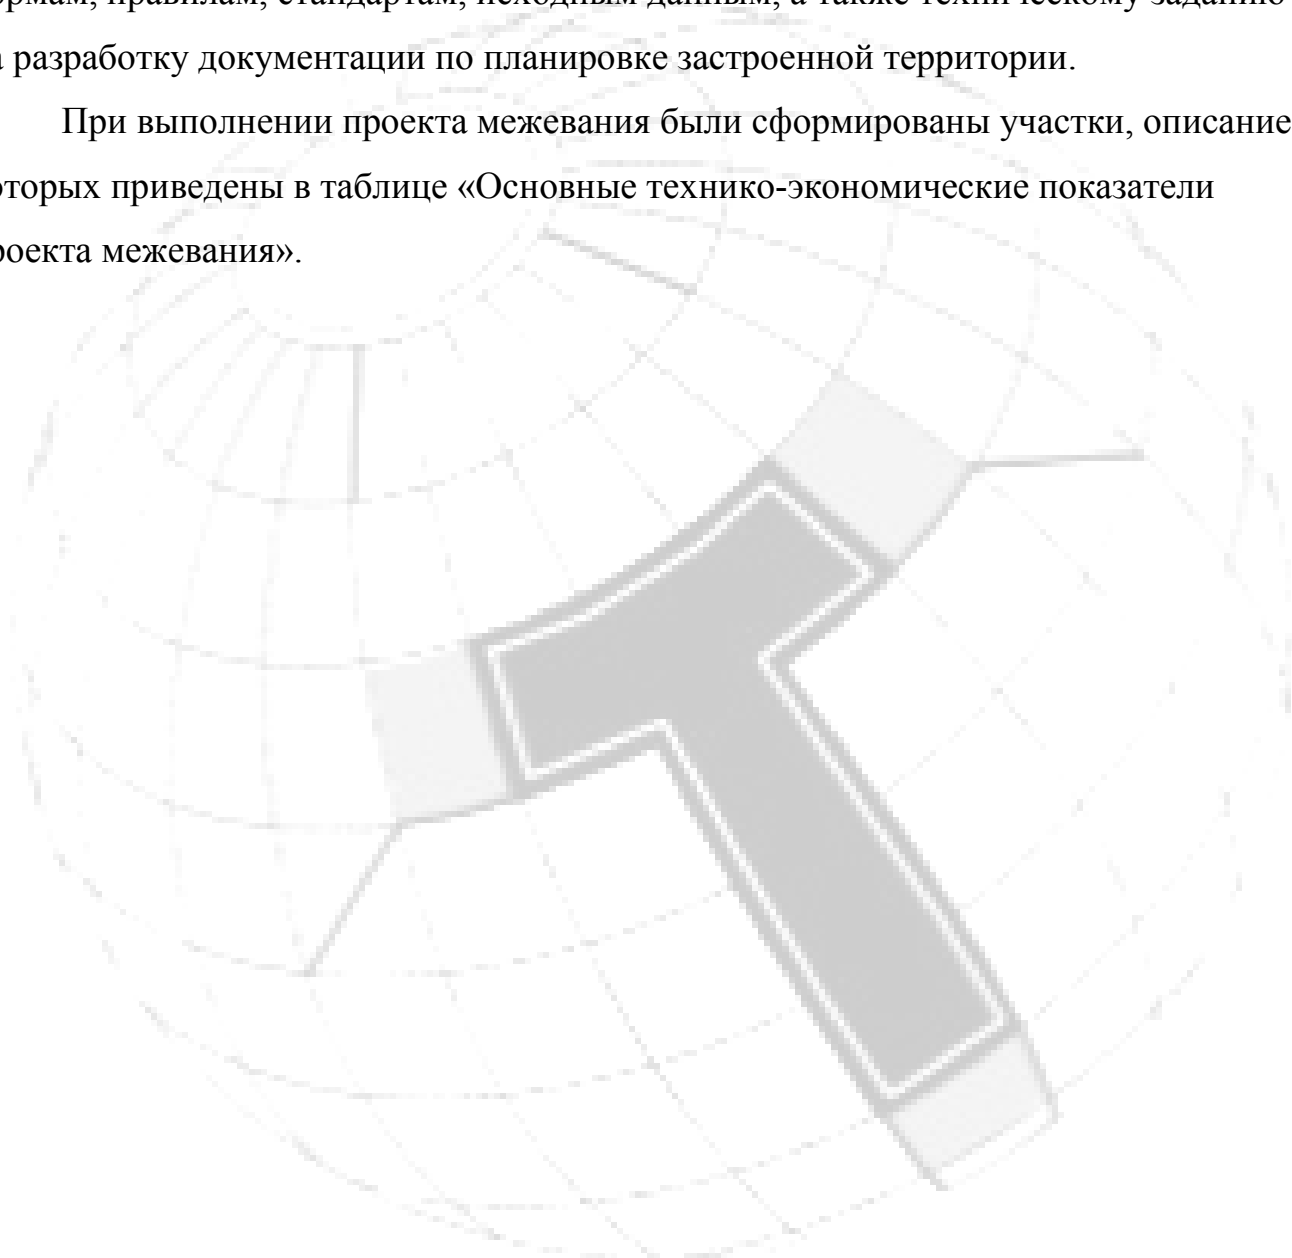 ормам, правилам, стандартам, исходным данным, а также техническому заданию
а разработку документации по планировке застроенной территории.
При выполнении проекта межевания были сформированы участки, описание
оторых приведены в таблице «Основные технико-экономические показатели
роекта межевания».